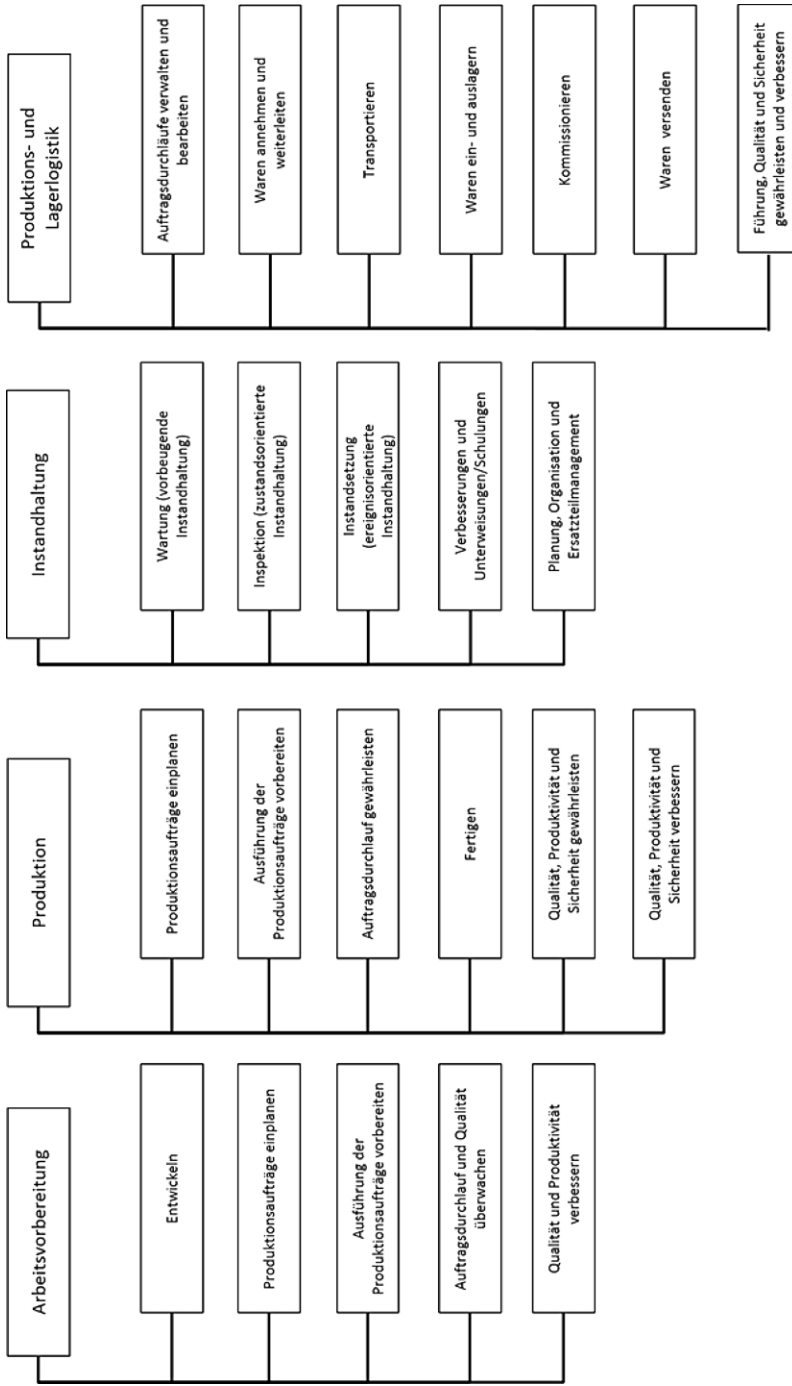 Arbeitsvorbereitung
Entwickeln
Produktionsaufträge einplanen
Ausführung der
Produktionsaufträge vorbereiten
Auftragsdurchlauf und Qualität
überwachen
Qualität und Produktivität
verbessern
Produktion
Produktionsaufträge einplanen
Ausführung der
Produktionsaufträge vorbereiten
Auftragsdurchlauf gewährleisten
Fertigen
Qualität, Produktivität und
Sicherheit gewährleisten
Qualität, Produktivität und
Sicherheit verbessern
Instandhaltung
Wartung (vorbeugende
Instandhaltung)
Inspektion (zustandsorientierte
Instandhaltung)
Instandsetzung
(ereignisorientierte
Instandhaltung)
Verbesserungen und
Unterweisungen/Schulungen
Planung, Organisation und
Ersatzteilmanagement
Produktions- und
Lagerlogistik
Auftragsdurchläufe verwalten und
bearbeiten
Waren annehmen und
weiterleiten
Transportieren
Waren ein- und auslagern
Kommissionieren
Waren versenden
Führung, Qualität und Sicherheit
gewährleisten und verbessern